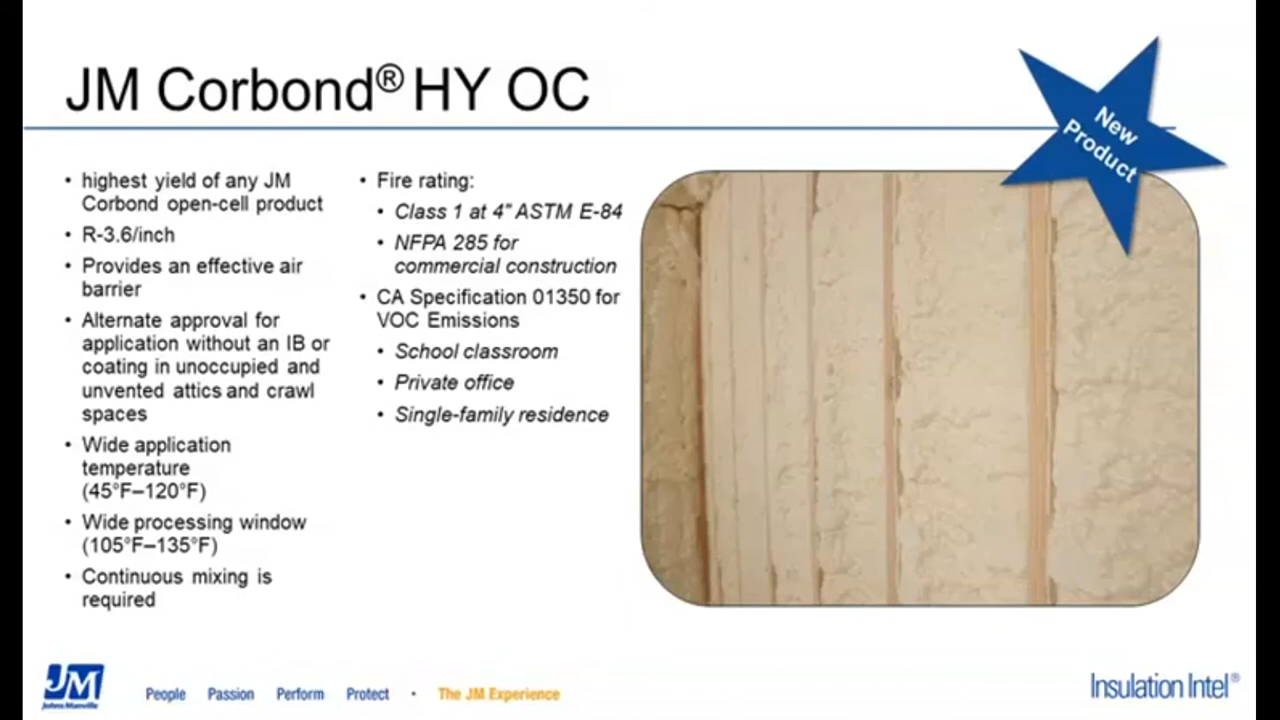 JM Corbond® HY OC
New
Product
• highest yield of any JM
Corbond open-cell product
• R-3.6/inch
• Provides an effective air
barrier
• Alternate approval for
application without an IB or
coating in unoccupied and
unvented attics and crawl
spaces
• Wide application
temperature
(45°F–120°F)
• Wide processing window
(105°F–135°F)
• Continuous mixing is
required
• Fire rating:
• Class 1 at 4" ASTM E-84
• NFPA 285 for
commercial construction
• CA Specification 01350 for
VOC Emissions
• School classroom
• Private office
• Single-family residence
JM
Johns Manville
People Passion Perform Protect • The JM Experience
Insulation Intel®